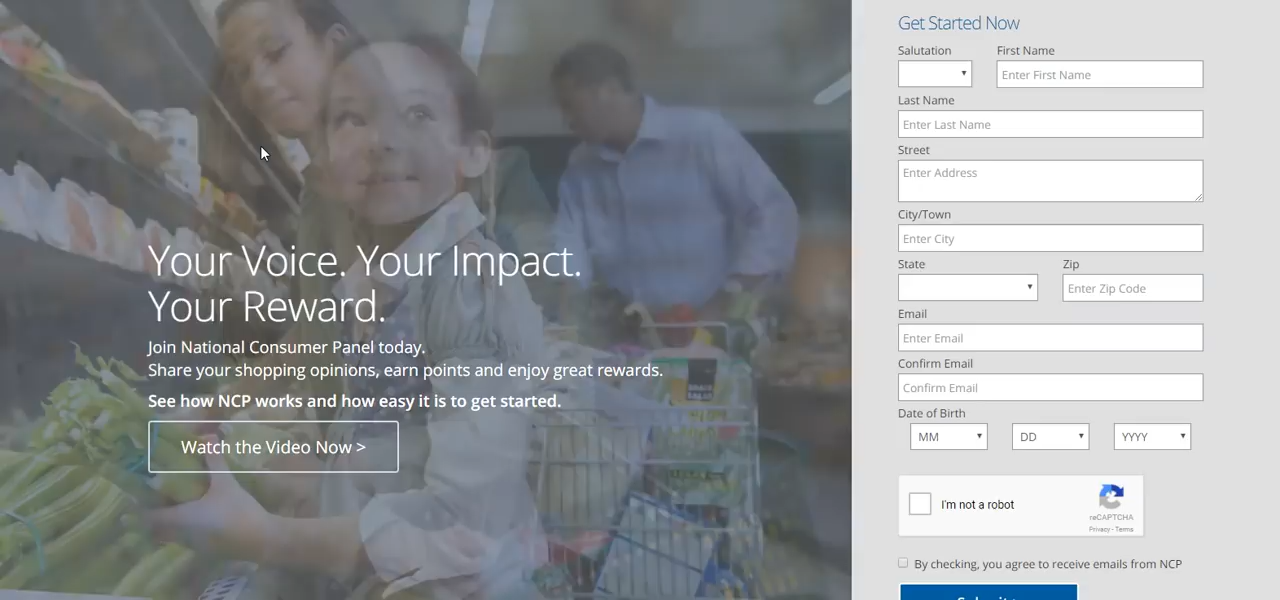 Your Voice. Your Impact.
Your Reward.
Join National Consumer Panel today.
Share your shopping opinions, earn points and enjoy great rewards.
See how NCP works and how easy it is to get started.
Watch the Video Now >
Get Started Now
Salutation First Name
Enter First Name
Last Name
Enter Last Name
Street
Enter Address
City/Town
Enter City
State Zip
Enter Zip Code
Email
Enter Email
Confirm Email
Confirm Email
Date of Birth
MM DD YYYY
I'm not a robot
reCAPTCHA
Privacy - Terms
By checking, you agree to receive emails from NCP